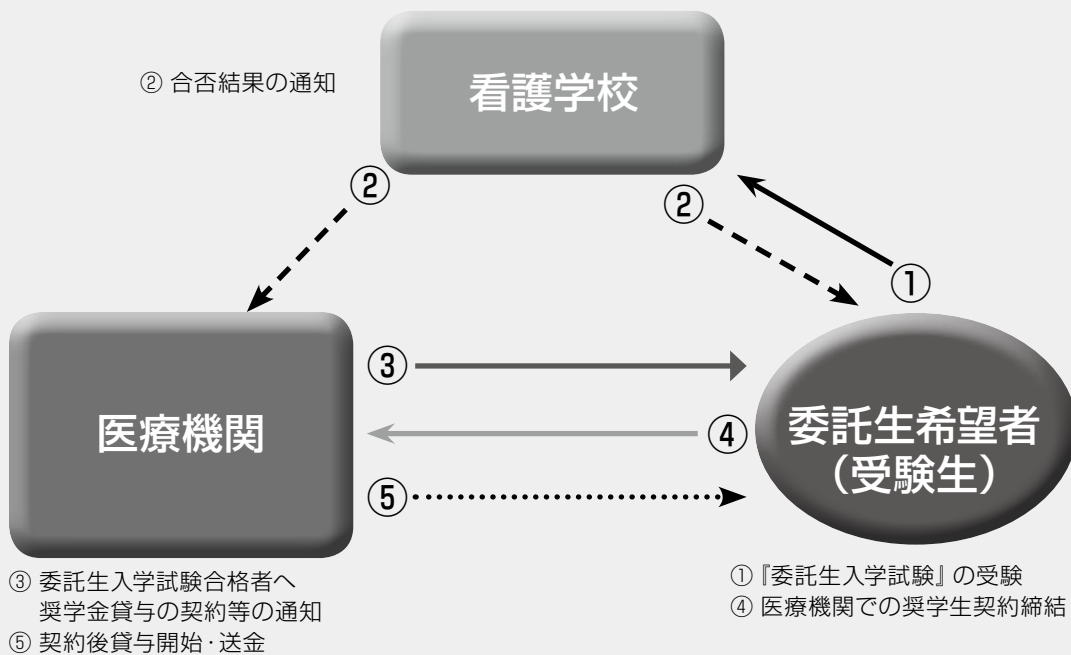 ② 合否結果の通知
看護学校
②
②
①
③
医療機関
④
委託生希望者
（受験生）
⑤
③ 委託生入学試験合格者へ
奨学金貸与の契約等の通知
⑤ 契約後貸与開始・送金
①『委託生入学試験』の受験
④ 医療機関での奨学生契約締結